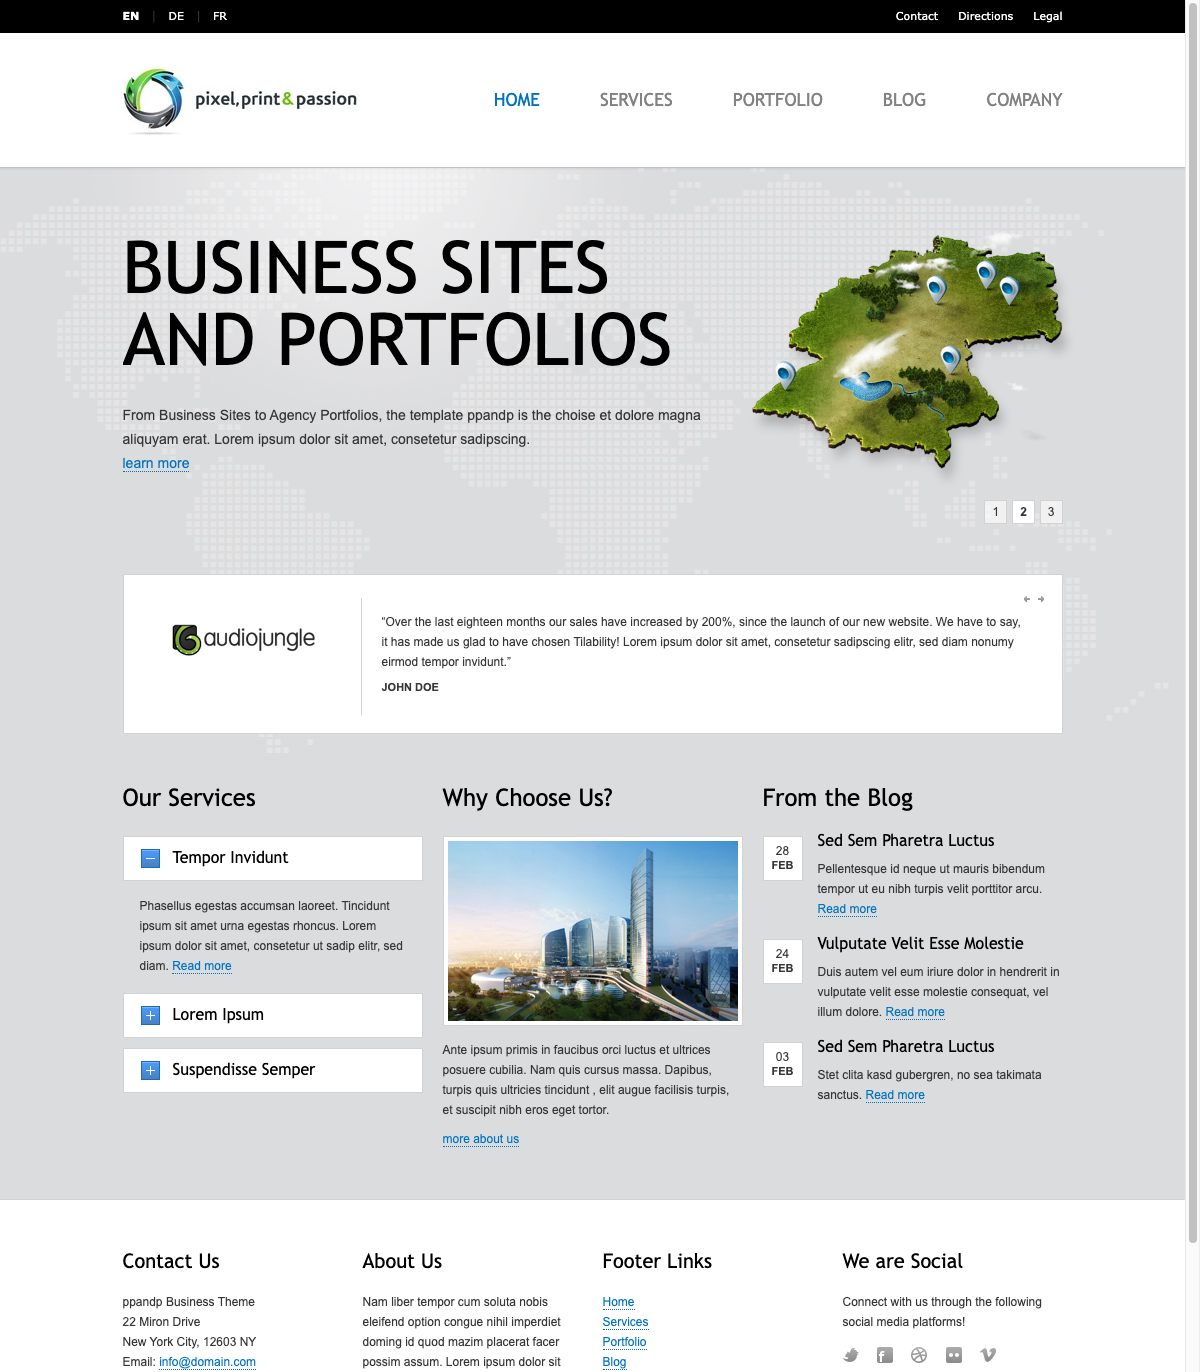 EN | DE | FR
Contact Directions Legal
pixel,print&passion
HOME SERVICES PORTFOLIO BLOG COMPANY
BUSINESS SITES
AND PORTFOLIOS
From Business Sites to Agency Portfolios, the template ppandp is the choise et dolore magna
aliquyam erat. Lorem ipsum dolor sit amet, consetetur sadipscing.
learn more
1 2 3
audiojungle
“Over the last eighteen months our sales have increased by 200%, since the launch of our new website. We have to say,
it has made us glad to have chosen Tilability! Lorem ipsum dolor sit amet, consetetur sadipscing elitr, sed diam nonumy
eirmod tempor invidunt.”
JOHN DOE
Our Services
Tempor Invidunt
Phasellus egestas accumsan laoreet. Tincidunt
ipsum sit amet urna egestas rhoncus. Lorem
ipsum dolor sit amet, consetetur ut sadip elitr, sed
diam. Read more
Lorem Ipsum
Suspendisse Semper
Why Choose Us?
Ante ipsum primis in faucibus orci luctus et ultrices
posuere cubilia. Nam quis cursus massa. Dapibus,
turpis quis ultricies tincidunt , elit augue facilisis turpis,
et suscipit nibh eros eget tortor.
more about us
From the Blog
28
FEB
Sed Sem Pharetra Luctus
Pellentesque id neque ut mauris bibendum
tempor ut eu nibh turpis velit porttitor arcu.
Read more
24
FEB
Vulputate Velit Esse Molestie
Duis autem vel eum iriure dolor in hendrerit in
vulputate velit esse molestie consequat, vel
illum dolore. Read more
03
FEB
Sed Sem Pharetra Luctus
Stet clita kasd gubergren, no sea takimata
sanctus. Read more
Contact Us
ppandp Business Theme
22 Miron Drive
New York City, 12603 NY
Email: info@domain.com
About Us
Nam liber tempor cum soluta nobis
eleifend option congue nihil imperdiet
doming id quod mazim placerat facer
possim assum. Lorem ipsum dolor sit
Footer Links
Home
Services
Portfolio
Blog
We are Social
Connect with us through the following
social media platforms!